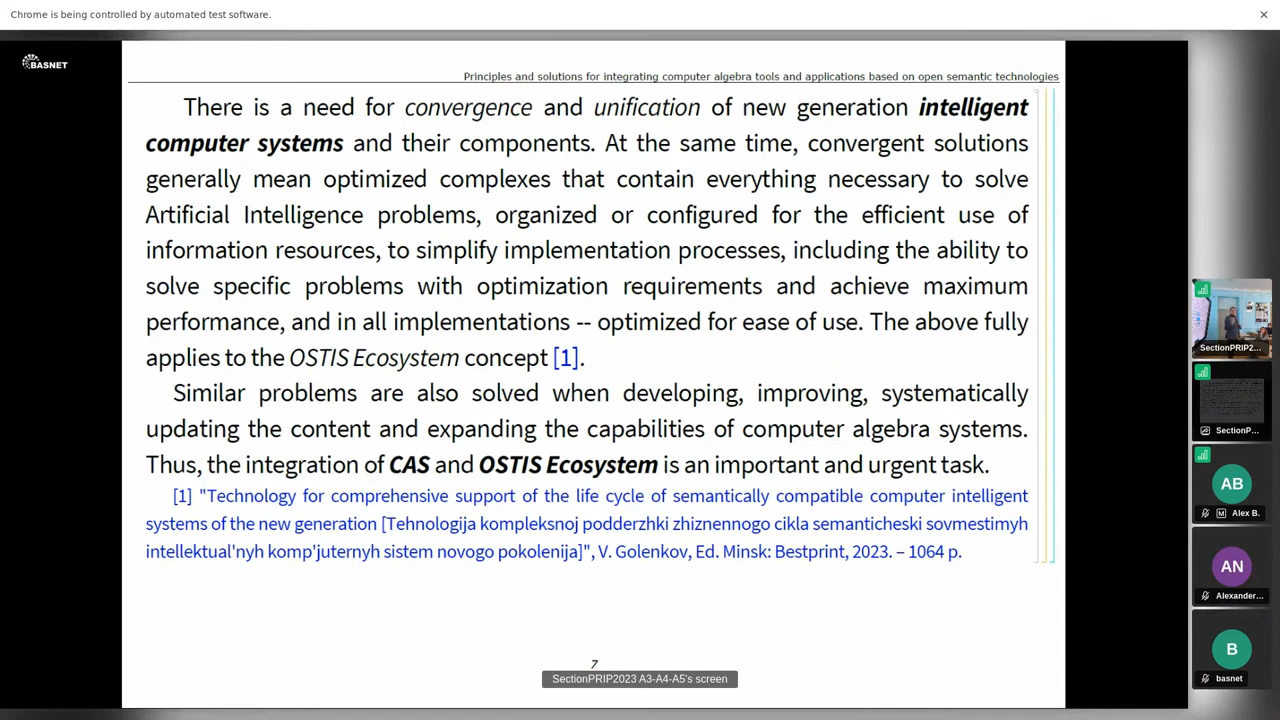 Chrome is being controlled by automated test software.
BASNET
Principles and solutions for integrating computer algebra tools and applications based on open semantic technologies
There is a need for convergence and unification of new generation intelligent
computer systems and their components. At the same time, convergent solutions
generally mean optimized complexes that contain everything necessary to solve
Artificial Intelligence problems, organized or configured for the efficient use of
information resources, to simplify implementation processes, including the ability to
solve specific problems with optimization requirements and achieve maximum
performance, and in all implementations -- optimized for ease of use. The above fully
applies to the OSTIS Ecosystem concept [1].
Similar problems are also solved when developing, improving, systematically
updating the content and expanding the capabilities of computer algebra systems.
Thus, the integration of CAS and OSTIS Ecosystem is an important and urgent task.
[1] "Technology for comprehensive support of the life cycle of semantically compatible computer intelligent
systems of the new generation [Tehnologija kompleksnoj podderzhki zhiznennogo cikla semanticheski sovmestimyh
intellektual'nyh komp'juternyh sistem novogo pokolenija]", V. Golenkov, Ed. Minsk: Bestprint, 2023. – 1064 p.
7
SectionPRIP2023 A3-A4-A5's screen
SectionPRIP2...
SectionP...
AB
M Alex B.
AN
Alexander...
B
basnet